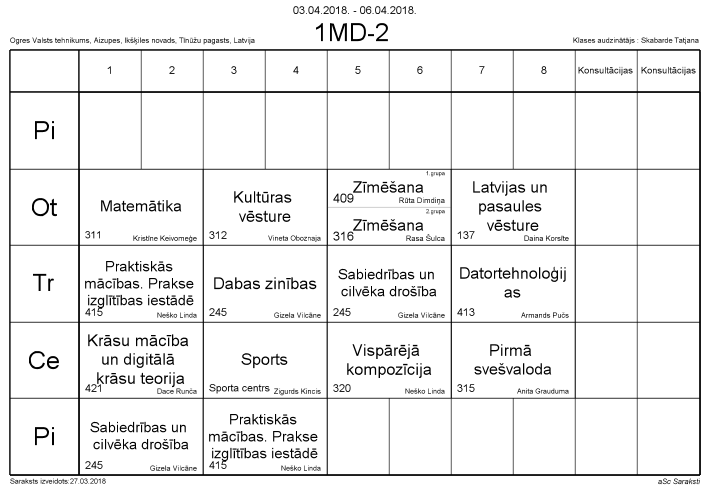 03.04.2018. - 06.04.2018.
Ogres Valsts tehnikums, Aizupes, Ikšķiles novads, Tīnūžu pagasts, Latvija
1MD-2
Klases audzinātājs : Skabarde Tatjana
1 2 3 4 5 6 7 8 Konsultācijas Konsultācijas
Pi
Ot
Matemātika
311 Kristīne Keivomeģe
Kultūras
vēsture
312 Vineta Oboznaja
1.grupa
Zīmēšana
409 Rūta Dimdiņa
2.grupa
Zīmēšana
316 Rasa Šulca
Latvijas un
pasaules
vēsture
137 Daina Korsīte
Tr
Praktiskās
mācības. Prakse
izglītības iestādē
415 Neško Linda
Dabas zinības
245 Gizela Vilcāne
Sabiedrības un
cilvēka drošība
245 Gizela Vilcāne
Datortehnoloģij
as
413 Armands Pučs
Ce
Krāsu mācība
un digitālā
krāsu teorija
421 Dace Runča
Sports
Sporta centrs Zigurds Kincis
Vispārējā
kompozīcija
320 Neško Linda
Pirmā
svešvaloda
315 Anita Grauduma
Pi
Sabiedrības un
cilvēka drošība
245 Gizela Vilcāne
Praktiskās
mācības. Prakse
izglītības iestādē
415 Neško Linda
Saraksts izveidots:27.03.2018
aSc Saraksti